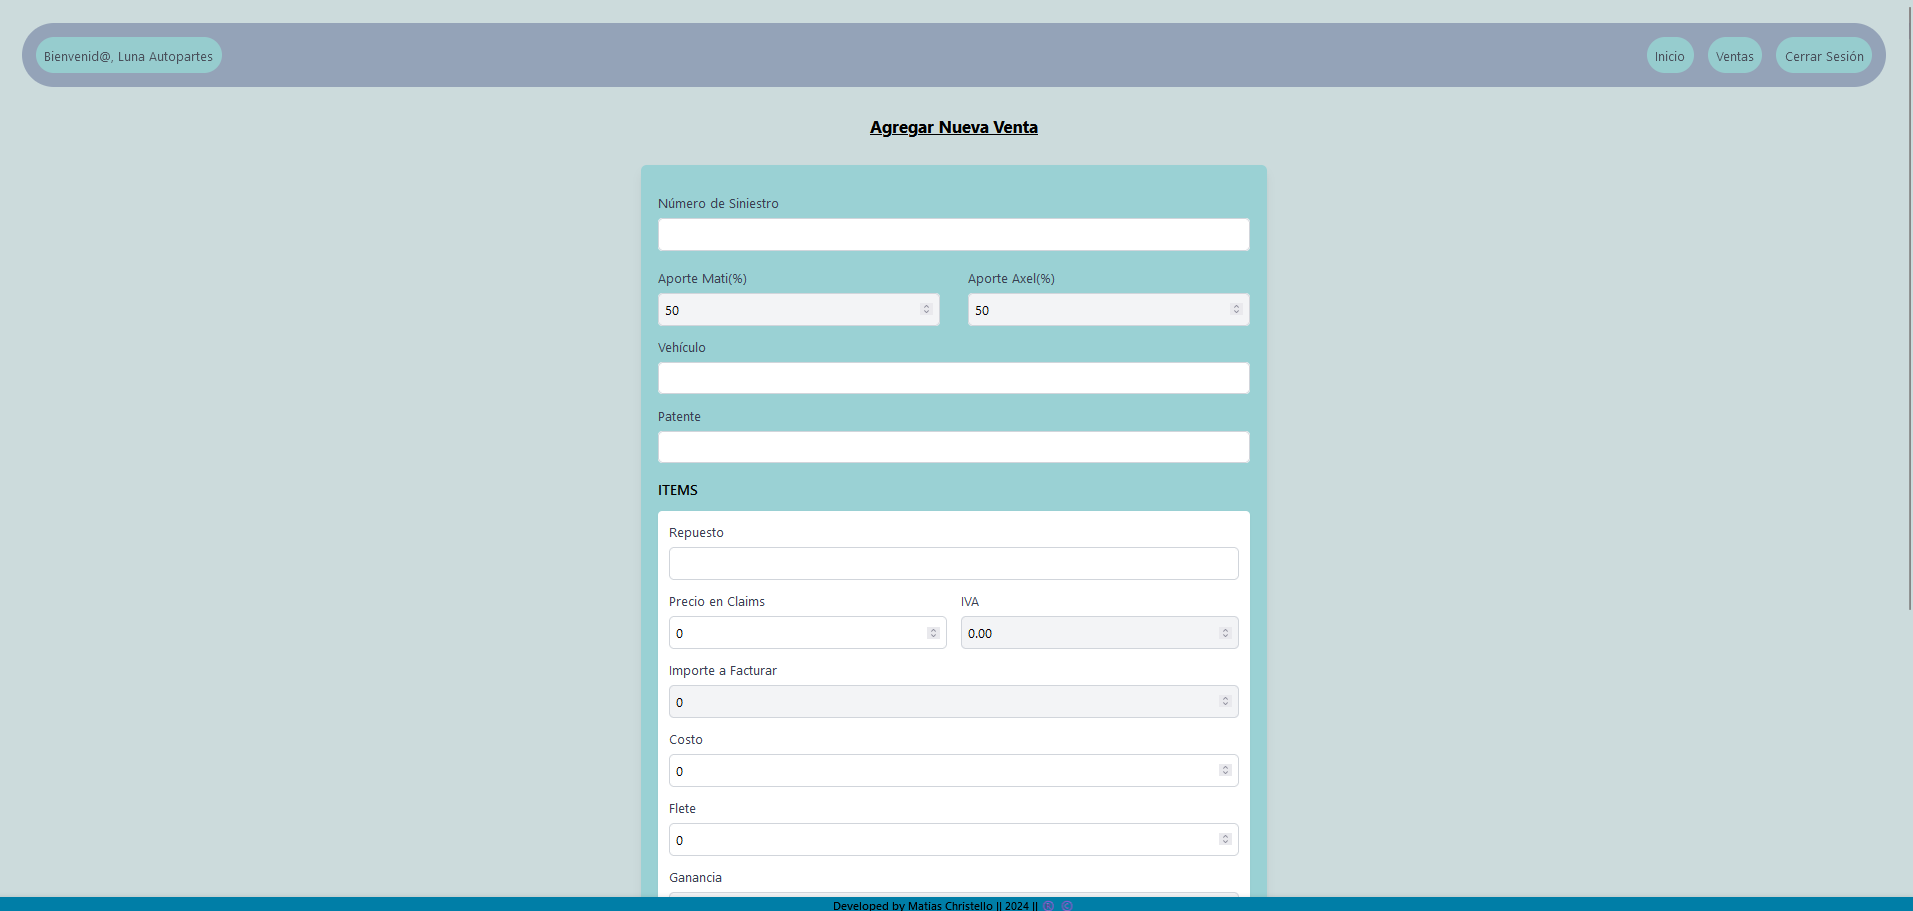 Bienvenid@, Luna Autopartes
Inicio
Ventas
Cerrar Sesión
Agregar Nueva Venta
Número de Siniestro
Aporte Mati(%)
Aporte Axel(%)
50
50
Vehículo
Patente
ITEMS
Repuesto
Precio en Claims
IVA
0
0.00
Importe a Facturar
0
Costo
0
Flete
0
Ganancia
Developed by Matias Christello || 2024 ||